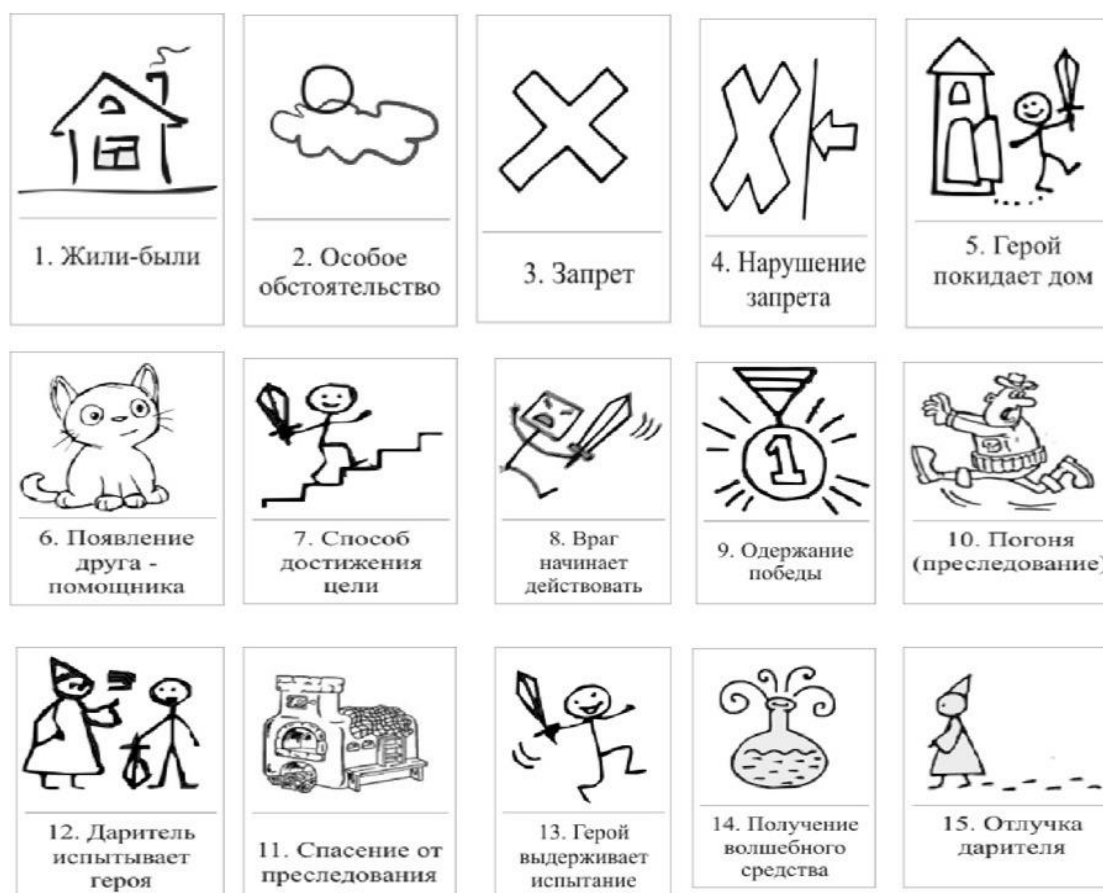 1. Жили-были
2. Особое
обстоятельство
3. Запрет
4. Нарушение
запрета
5. Герой
покидает дом
6. Появление
друга -
помощника
7. Способ
достижения
цели
8. Враг
начинает
действовать
1
9. Одержание
победы
10. Погоня
(преследование)
12. Даритель
испытывает
героя
11. Спасение от
преследования
13. Герой
выдерживает
испытание
14. Получение
волшебного
средства
15. Отлучка
дарителя